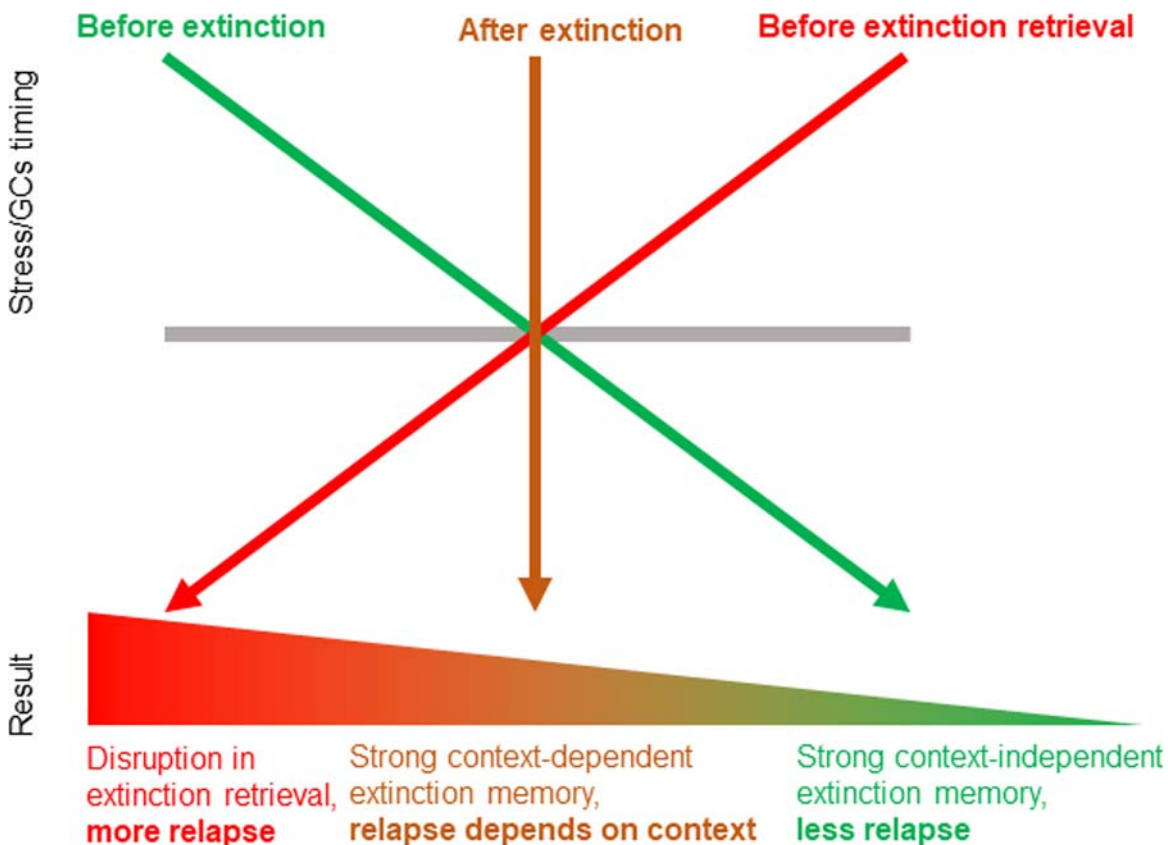 Before extinction
After extinction
Before extinction retrieval
Stress/GCs timing
Result
Disruption in
extinction retrieval,
more relapse
Strong context-dependent
extinction memory,
relapse depends on context
Strong context-independent
extinction memory,
less relapse